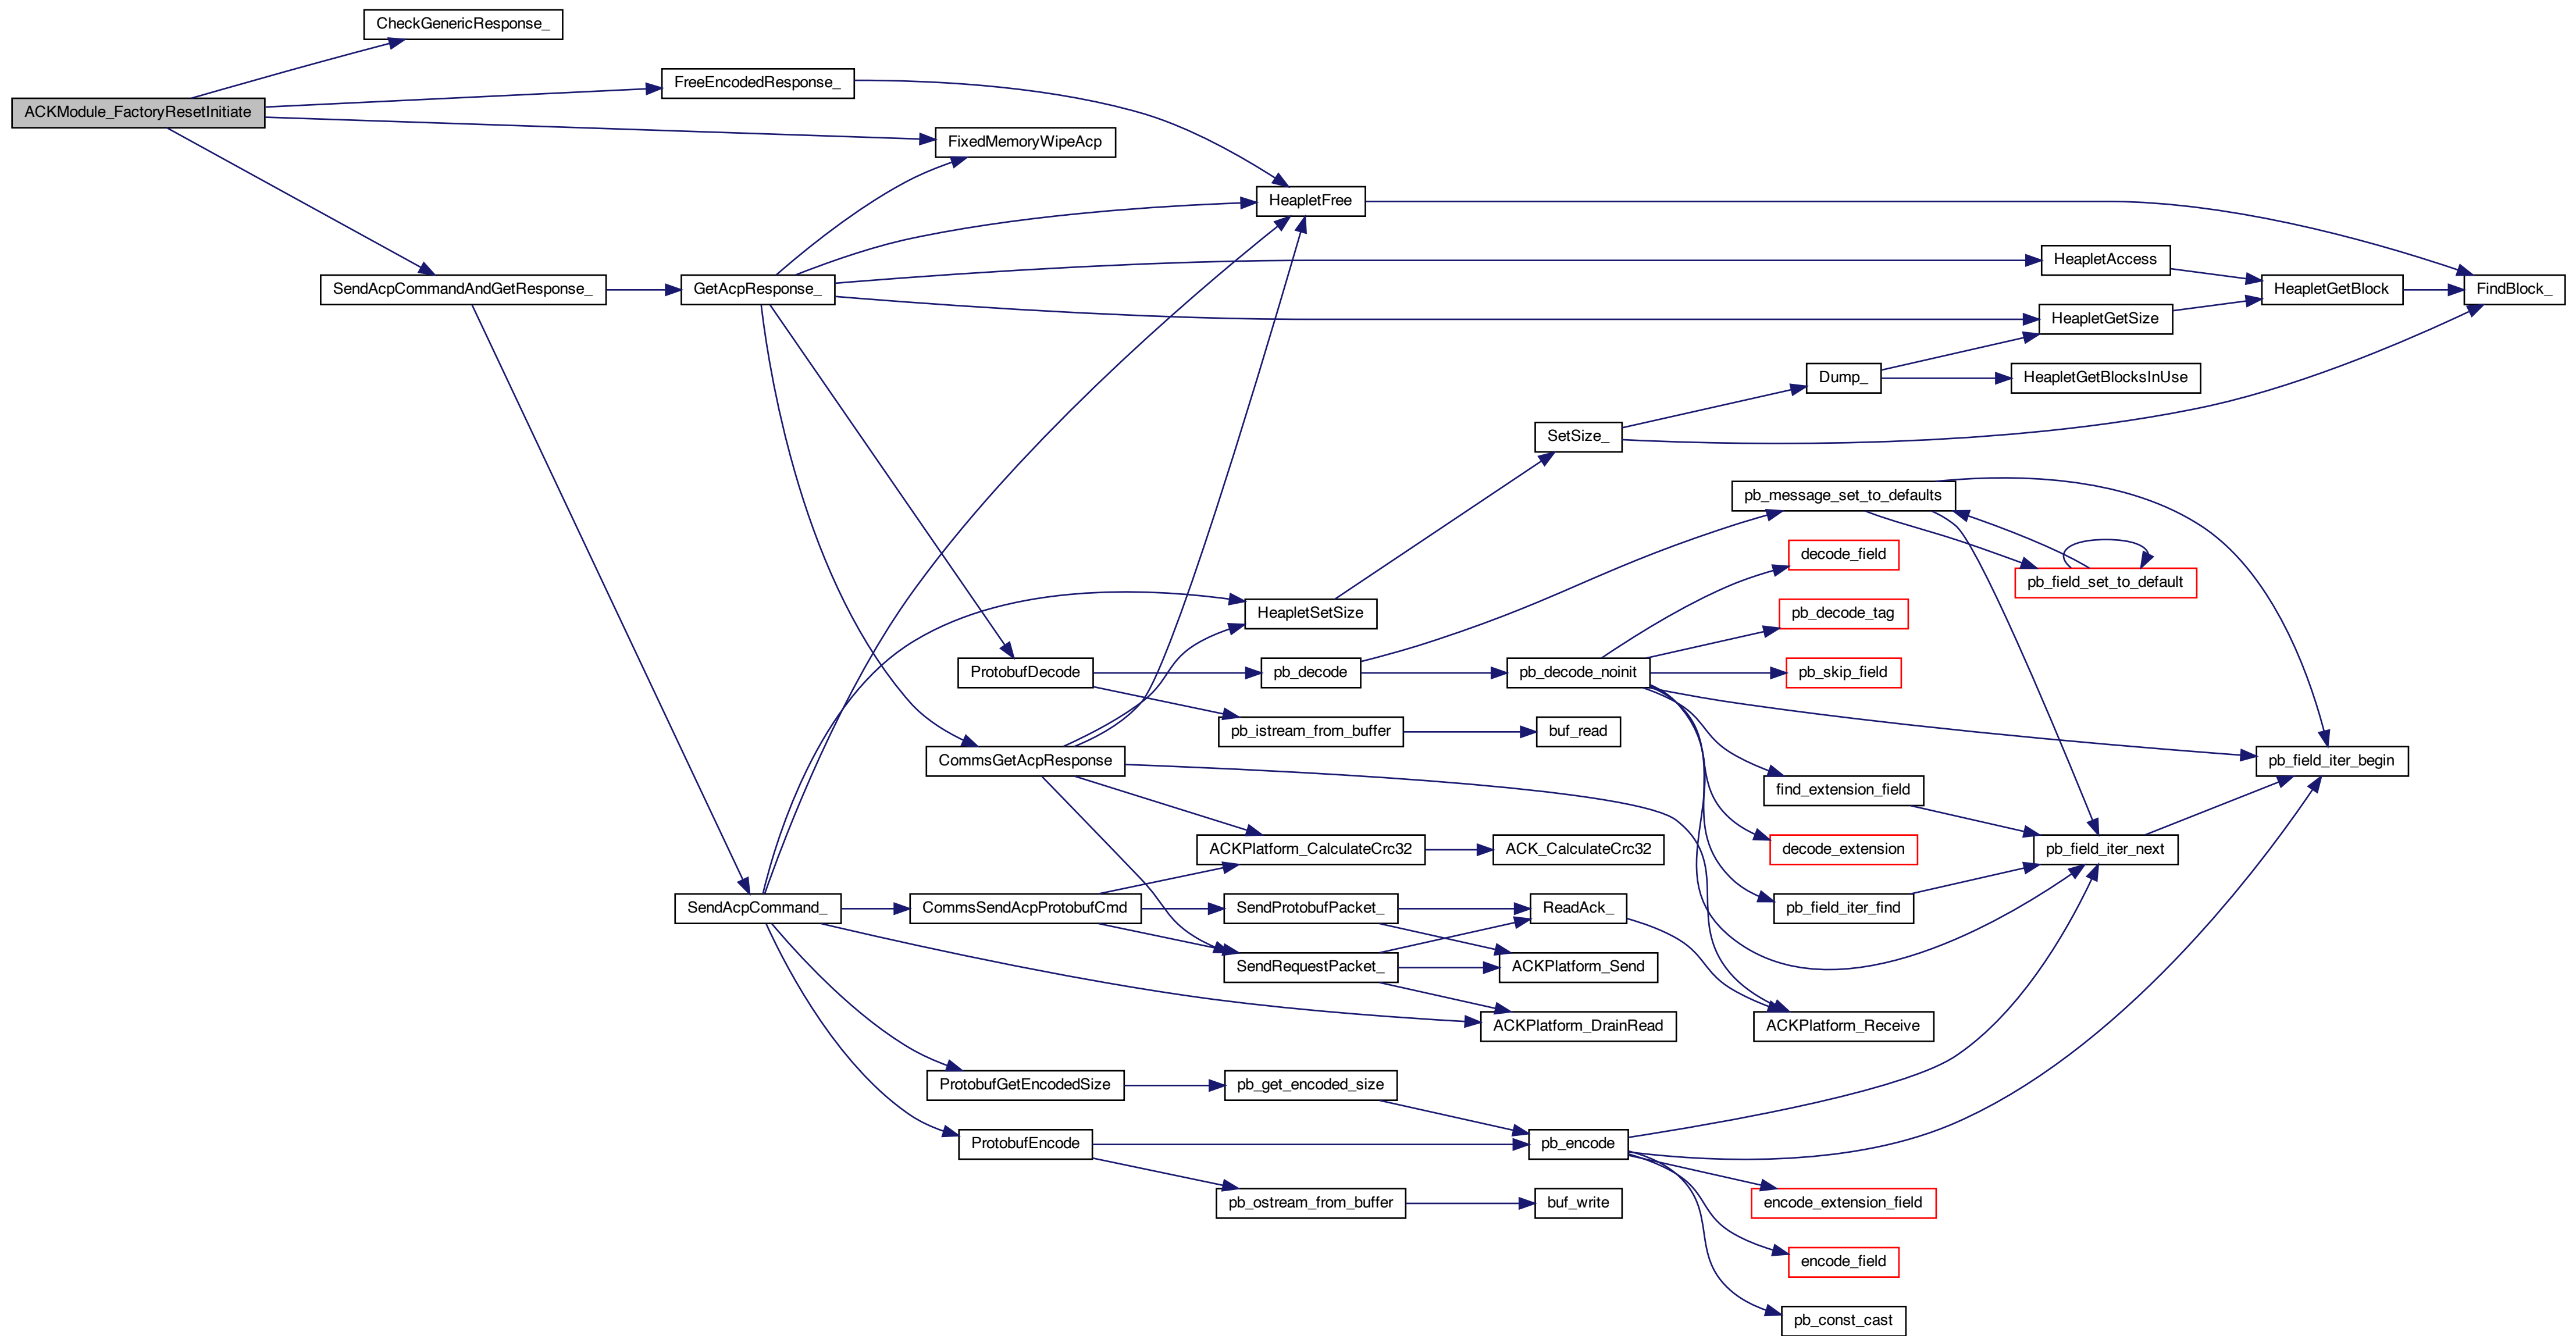 CheckGenericResponse_
FreeEncodedResponse_
ACKModule_FactoryResetInitiate
FixedMemoryWipeAcp
HeapletFree
HeapletAccess
SendAcpCommandAndGetResponse_
GetAcpResponse_
HeapletGetBlock
FindBlock_
HeapletGetSize
Dump_
HeapletGetBlocksInUse
SetSize_
pb_message_set_to_defaults
decode_field
pb_field_set_to_default
HeapletSetSize
pb_decode_tag
ProtobufDecode
pb_decode
pb_decode_noinit
pb_skip_field
pb_istream_from_buffer
buf_read
CommsGetAcpResponse
pb_field_iter_begin
find_extension_field
ACKPlatform_CalculateCrc32
ACK_CalculateCrc32
decode_extension
pb_field_iter_next
SendAcpCommand_
CommsSendAcpProtobufCmd
SendProtobufPacket_
ReadAck_
pb_field_iter_find
SendRequestPacket_
ACKPlatform_Send
ACKPlatform_DrainRead
ACKPlatform_Receive
ProtobufGetEncodedSize
pb_get_encoded_size
ProtobufEncode
pb_encode
pb_ostream_from_buffer
buf_write
encode_extension_field
encode_field
pb_const_cast